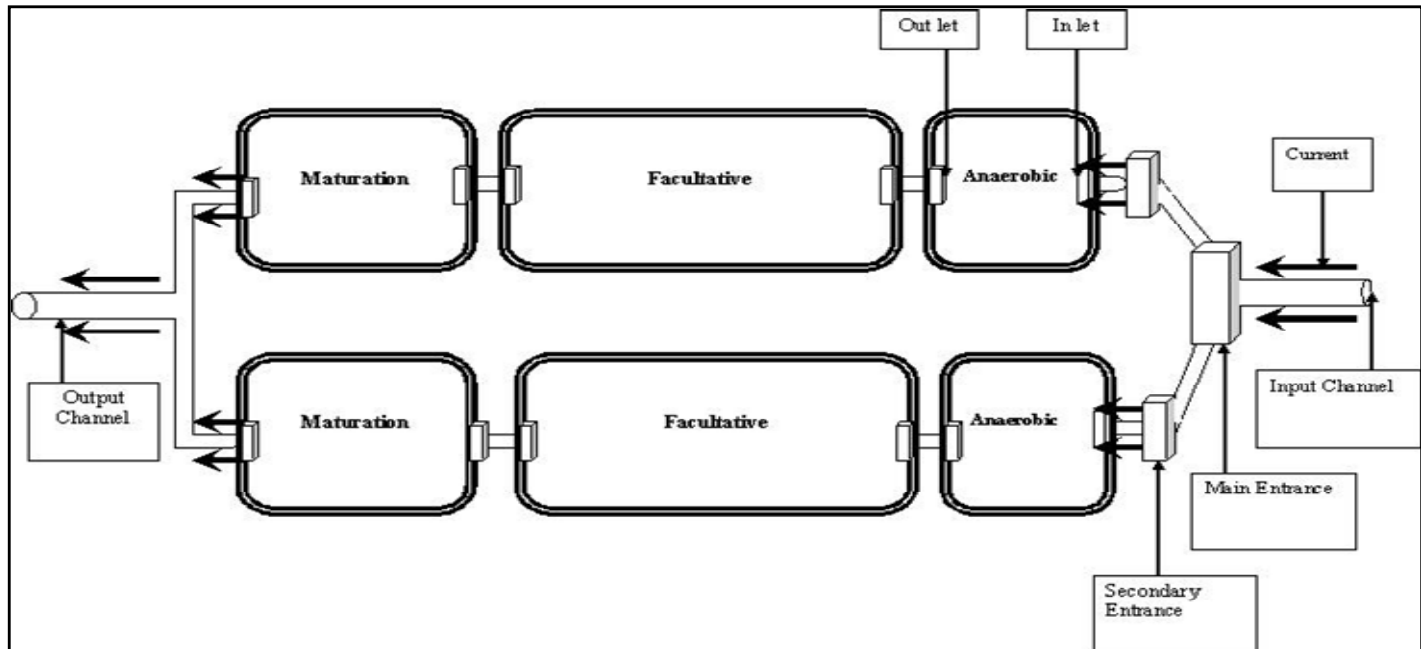 Out let
In let
Current
Maturation
Facultative
Anaerobic
Output
Channel
Input Channel
Maturation
Facultative
Anaerobic
Main Entrance
Secondary
Entrance